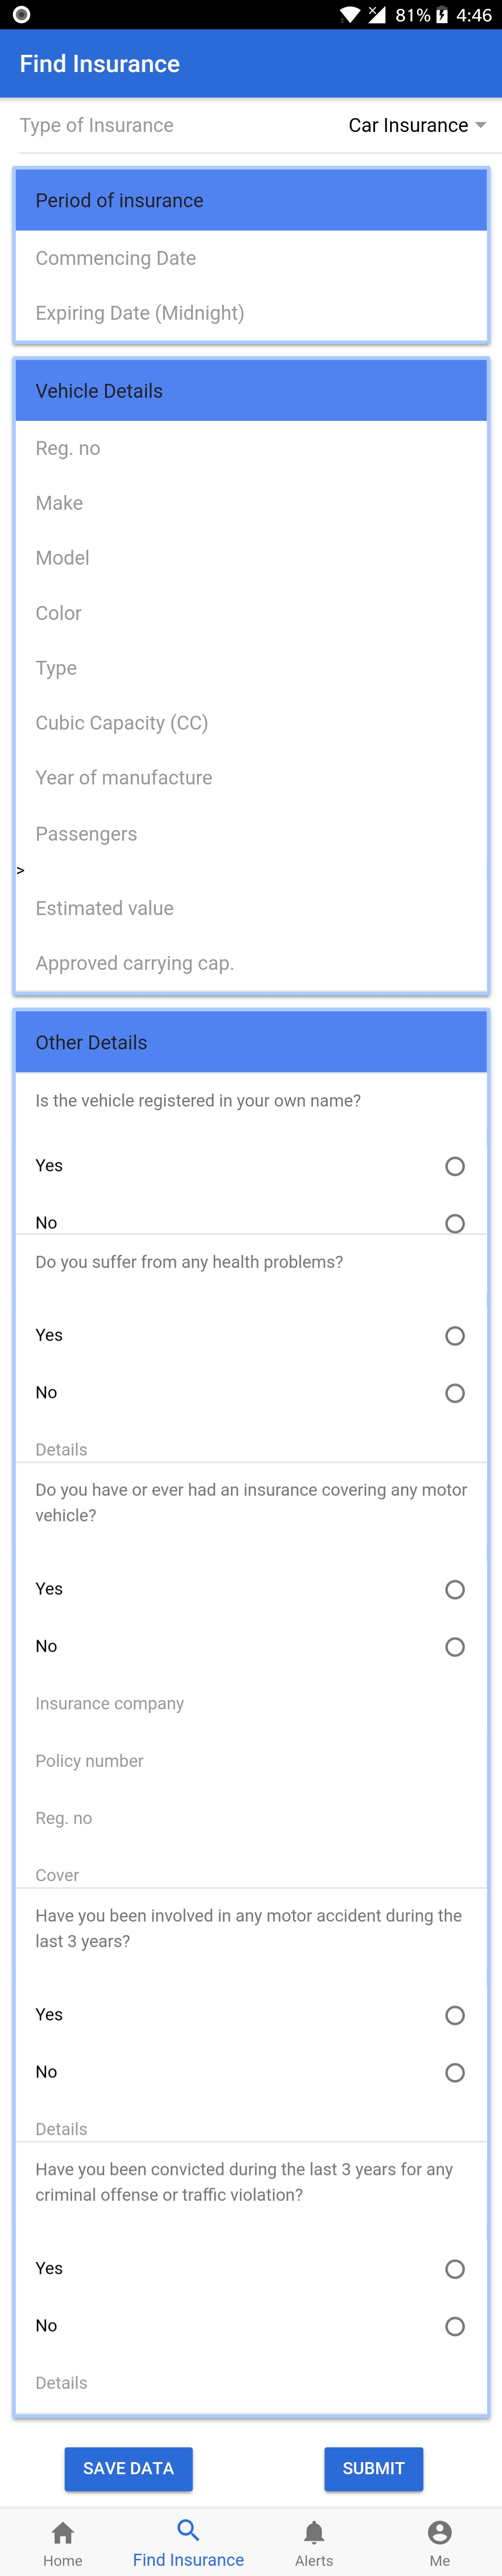 81% 4:46
Find Insurance
Type of Insurance Car Insurance
Period of insurance
Commencing Date
Expiring Date (Midnight)
Vehicle Details
Reg. no
Make
Model
Color
Type
Cubic Capacity (CC)
Year of manufacture
Passengers
>
Estimated value
Approved carrying cap.
Other Details
Is the vehicle registered in your own name?
Yes
No
Do you suffer from any health problems?
Yes
No
Details
Do you have or ever had an insurance covering any motor
vehicle?
Yes
No
Insurance company
Policy number
Reg. no
Cover
Have you been involved in any motor accident during the
last 3 years?
Yes
No
Details
Have you been convicted during the last 3 years for any
criminal offense or traffic violation?
Yes
No
Details
SAVE DATA SUBMIT
Home Find Insurance Alerts Me